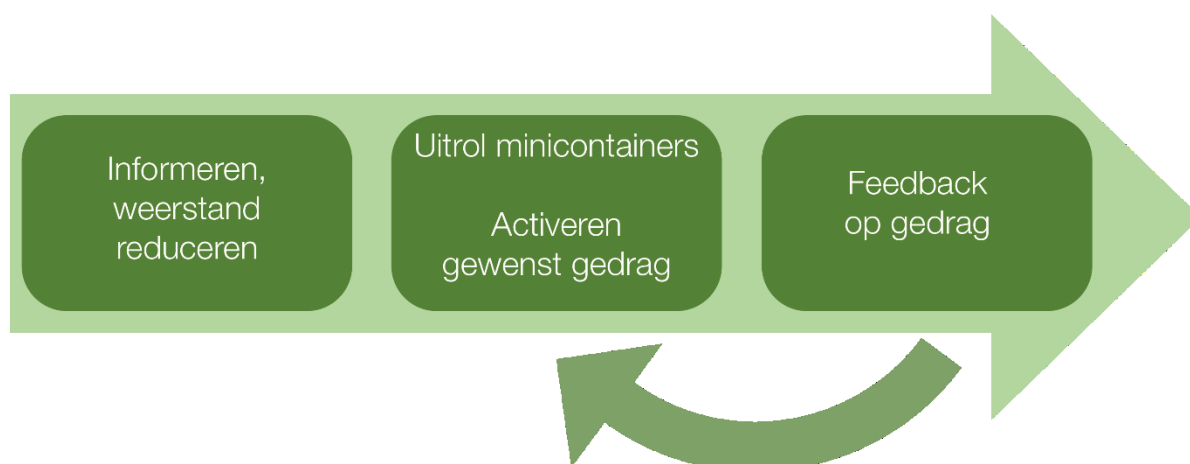 Informeren,
weerstand
reduceren
Uitrol minicontainers
Activeren
gewenst gedrag
Feedback
op gedrag